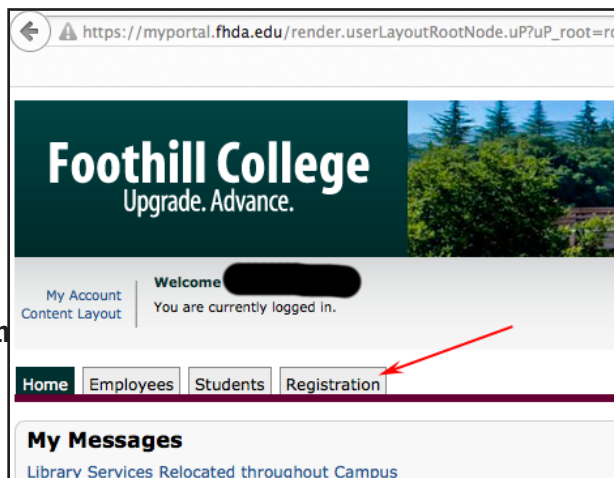 https://myportal.fhda.edu/render.userLayoutRootNode.uP?uP_root=r
Foothill College
Upgrade. Advance.
My Account
Content Layout
Welcome
You are currently logged in.
Home Employees Students Registration
My Messages
Library Services Relocated throughout Campus